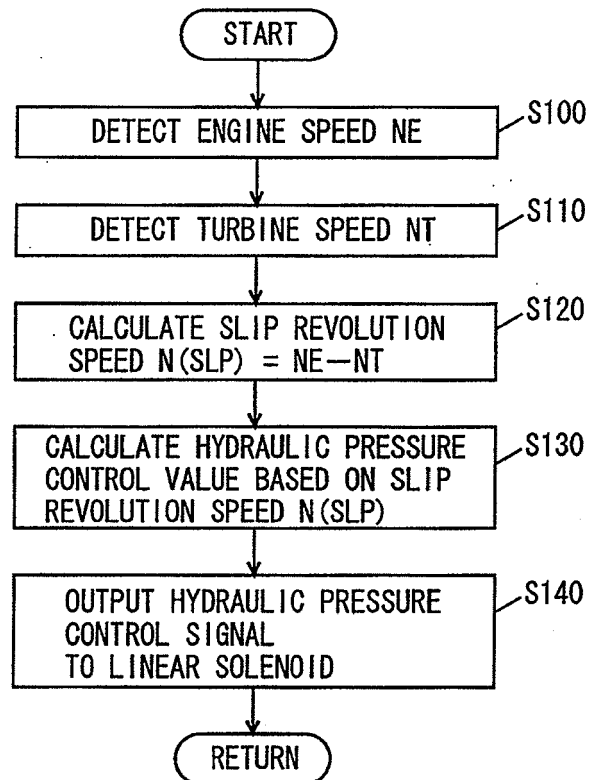 START
DETECT ENGINE SPEED NE
S100
DETECT TURBINE SPEED NT
S110
CALCULATE SLIP REVOLUTION
SPEED N(SLP) = NE—NT
S120
CALCULATE HYDRAULIC PRESSURE
CONTROL VALUE BASED ON SLIP
REVOLUTION SPEED N(SLP)
S130
OUTPUT HYDRAULIC PRESSURE
CONTROL SIGNAL
TO LINEAR SOLENOID
S140
RETURN